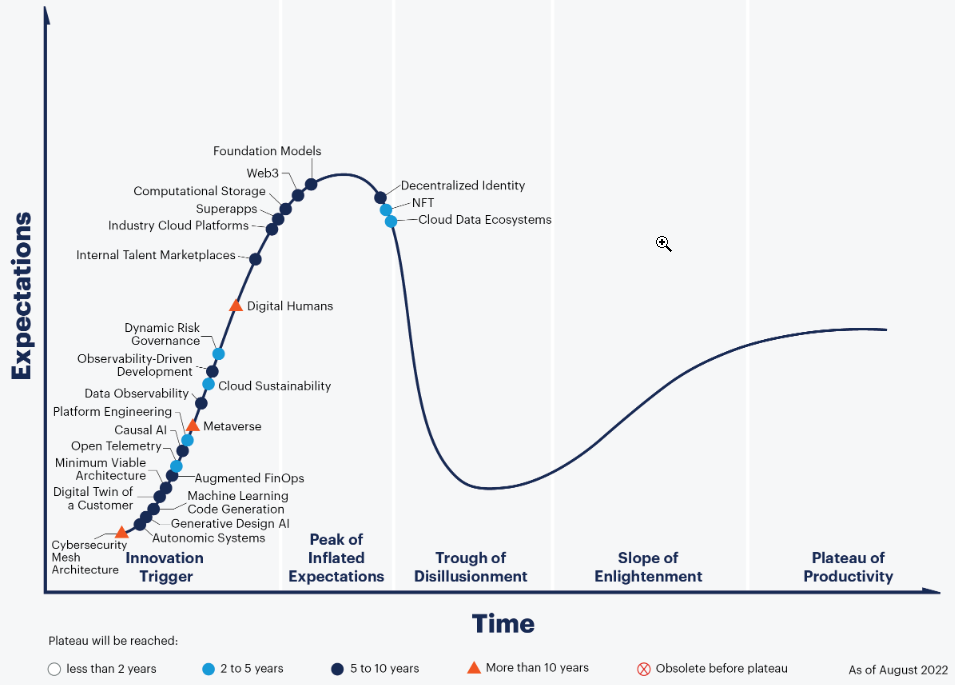 Expectations
Foundation Models
Web3
Computational Storage
Superapps
Industry Cloud Platforms
Internal Talent Marketplaces
Decentralized Identity
NFT
Cloud Data Ecosystems
Digital Humans
Dynamic Risk
Governance
Observability-Driven
Development
Cloud Sustainability
Data Observability
Platform Engineering
Metaverse
Causal AI
Open Telemetry
Minimum Viable
Architecture
Augmented FinOps
Digital Twin of
a Customer
Machine Learning
Code Generation
Generative Design AI
Autonomic Systems
Cybersecurity
Mesh
Architecture
Innovation
Trigger
Peak of
Inflated
Expectations
Trough of
Disillusionment
Slope of
Enlightenment
Plateau of
Productivity
Time
Plateau will be reached:
less than 2 years
2 to 5 years
5 to 10 years
More than 10 years
Obsolete before plateau
As of August 2022